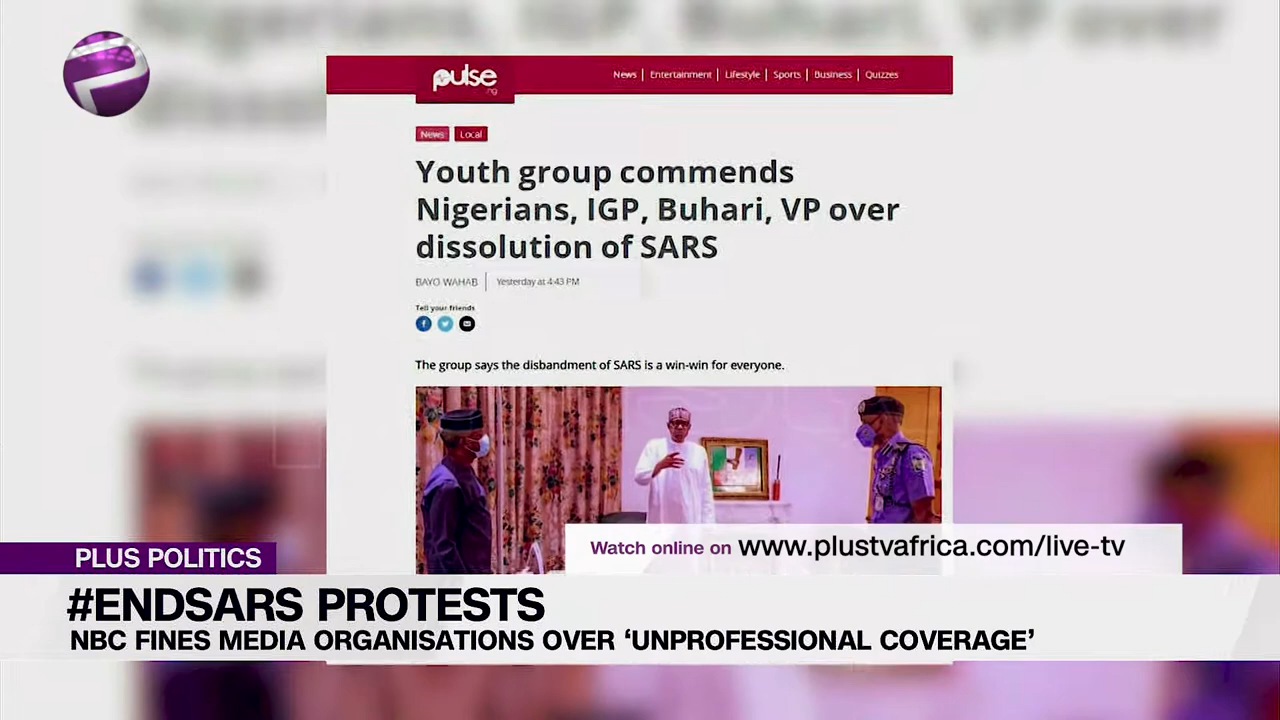 pulse
.ng
News | Entertainment | Lifestyle | Sports | Business | Quizzes
News Local
Youth group commends
Nigerians, IGP, Buhari, VP over
dissolution of SARS
BAYO WAHAB | Yesterday at 4:43 PM
Tell your friends
The group says the disbandment of SARS is a win-win for everyone.
Watch online on www.plustvafrica.com/live-tv
PLUS POLITICS
#ENDSARS PROTESTS
NBC FINES MEDIA ORGANISATIONS OVER ‘UNPROFESSIONAL COVERAGE’